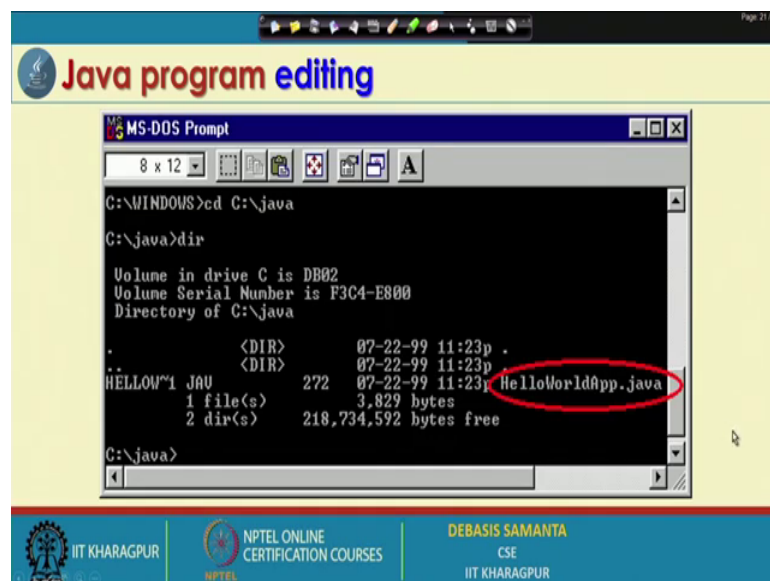 Page: 21 /
Java program editing
MS-DOS Prompt
8 x 12
A
C:\WINDOWS>cd C:\java
C:\java>dir
Volume in drive C is DB02
Volume Serial Number is F3C4-E800
Directory of C:\java
. <DIR> 07-22-99 11:23p .
.. <DIR> 07-22-99 11:23p ..
HELLOW~1 JAV 272 07-22-99 11:23p HelloWorldApp.java
1 file(s) 3,829 bytes
2 dir(s) 218,734,592 bytes free
C:\java>
IIT KHARAGPUR
NPTEL
NPTEL ONLINE
CERTIFICATION COURSES
DEBASIS SAMANTA
CSE
IIT KHARAGPUR